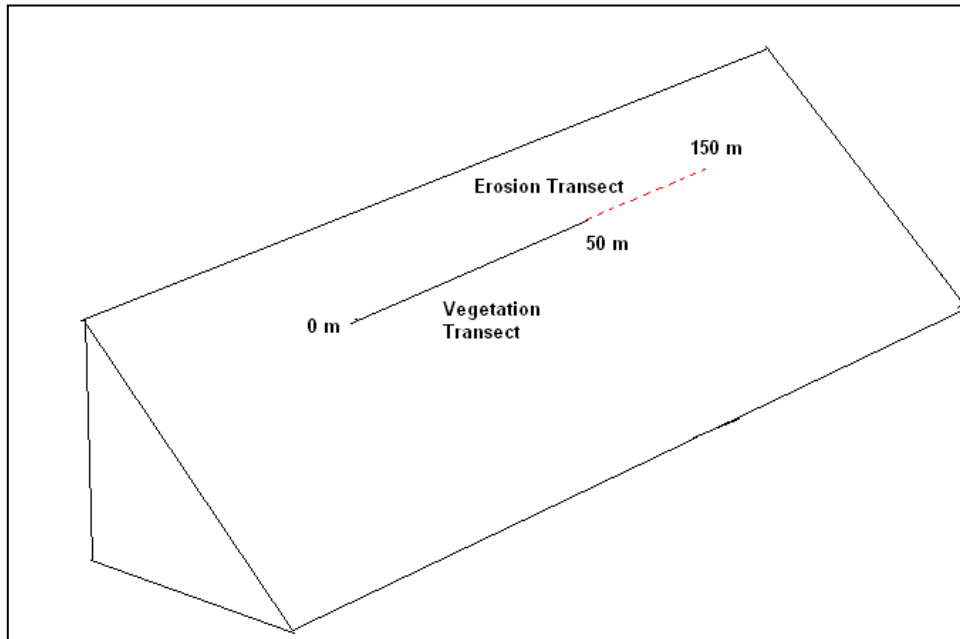 150 m
Erosion Transect
50 m
Vegetation
Transect
0 m